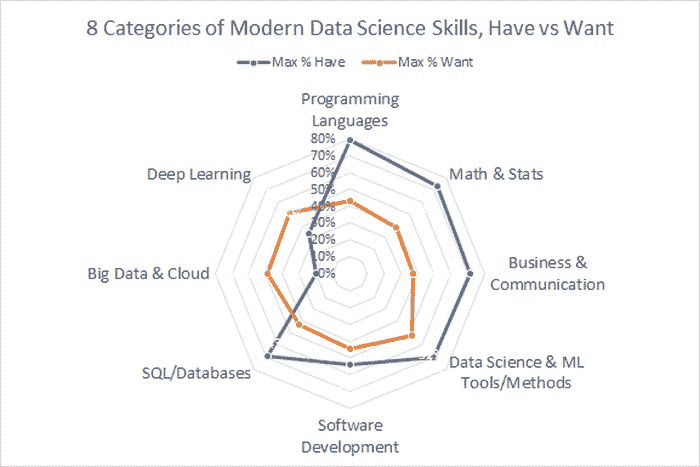 8 Categories of Modern Data Science Skills, Have vs Want
Max % Have Max % Want
Programming
Languages
80%
70%
60%
50%
40%
30%
20%
10%
0%
Math & Stats
Business &
Communication
Data Science & ML
Tools/Methods
Software
Development
SQL/Databases
Big Data & Cloud
Deep Learning